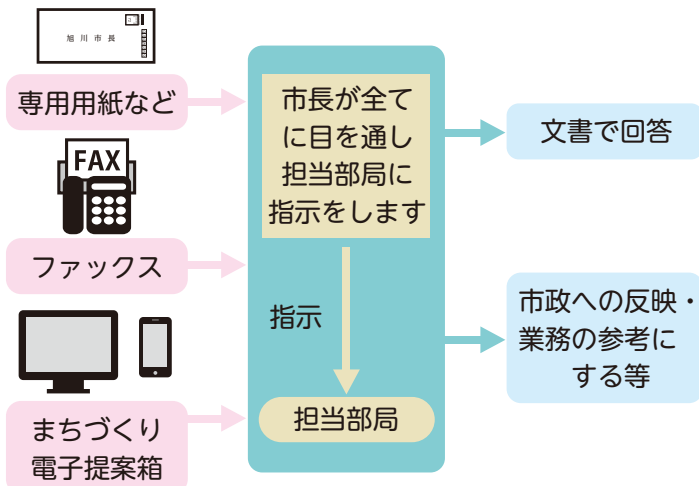 旭川市長
専用用紙など
FAX
ファックス
まちづくり
電子提案箱
市長が全て
に目を通し
担当部局に
指示をします
指示
担当部局
文書で回答
市政への反映・
業務の参考に
する等